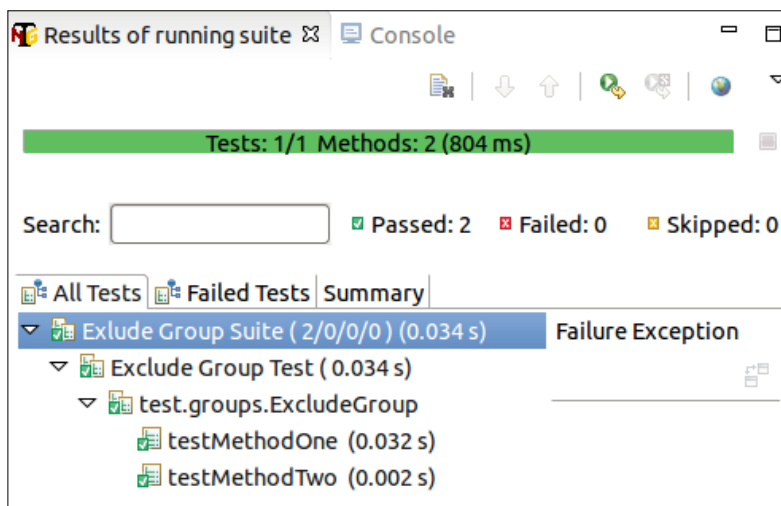 Results of running suite Console
Tests: 1/1 Methods: 2 (804 ms)
Search: Passed: 2 Failed: 0 Skipped: 0
All Tests Failed Tests Summary
Exlude Group Suite ( 2/0/0/0 ) (0.034 s) Failure Exception
Exclude Group Test ( 0.034 s)
test.groups.ExcludeGroup
testMethodOne (0.032 s)
testMethodTwo (0.002 s)